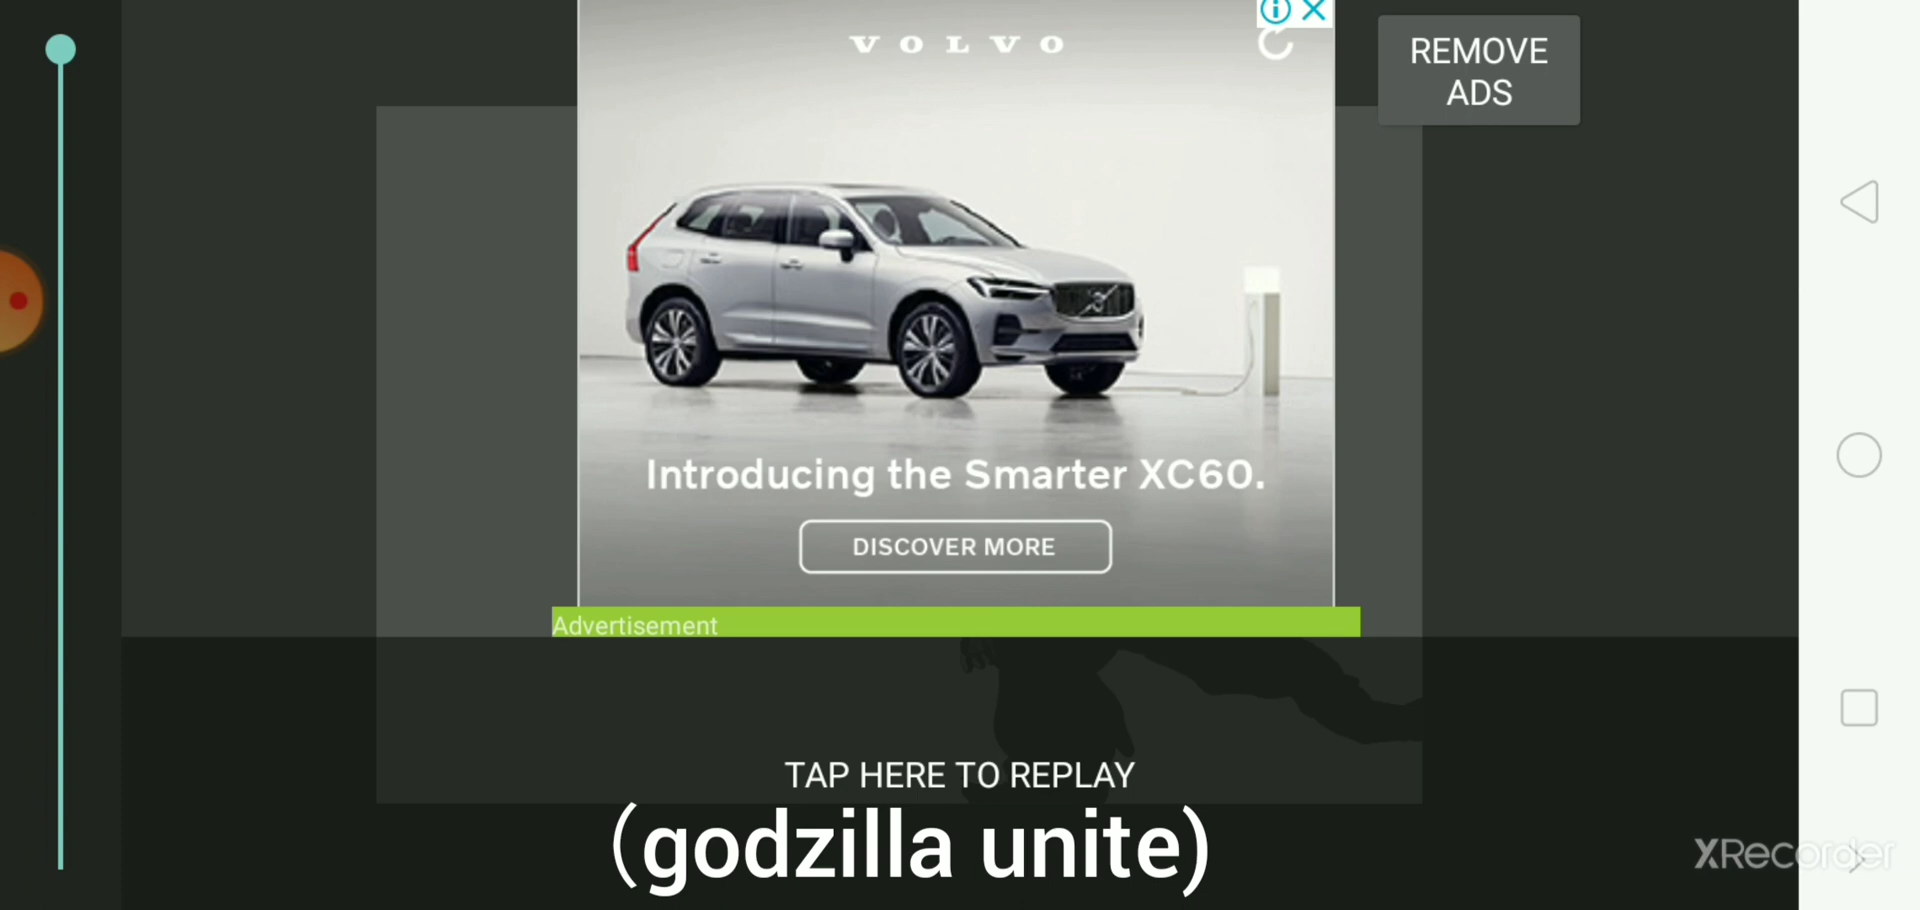 VOLVO
REMOVE
ADS
Introducing the Smarter XC60.
DISCOVER MORE
Advertisement
TAP HERE TO REPLAY
(godzilla unite)
XRecorder